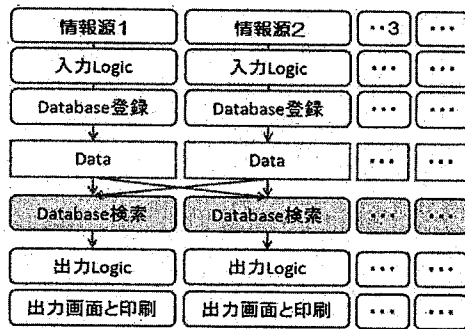 情報源1 情報源2 ‥3 …
入力Logic 入力Logic … …
Database登録 Database登録 … …
Data Data … …
Database検索 Database検索 … …
出力Logic 出力Logic … …
出力画面と印刷 出力画面と印刷 … …